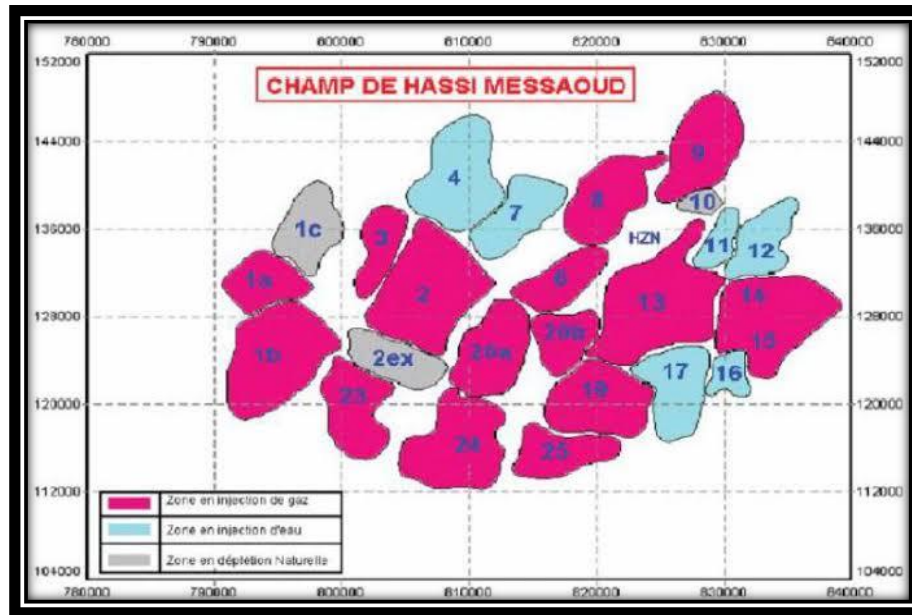 780000 790000 800000 810000 820000 830000 840000
152000 152000
CHAMP DE HASSI MESSAOUD
144000 144000
9
4
8
7
10
136000 136000
1c
3
HZN
11
12
1a
6
2
13
14
128000 128000
1b
20a
20b
15
2ex
17
16
23
19
120000 120000
24
25
112000 112000
Zone en injection de gaz
Zone en injection d'eau
Zone en déplétion Naturelle
104000 104000
780000 790000 800000 810000 820000 830000 840000